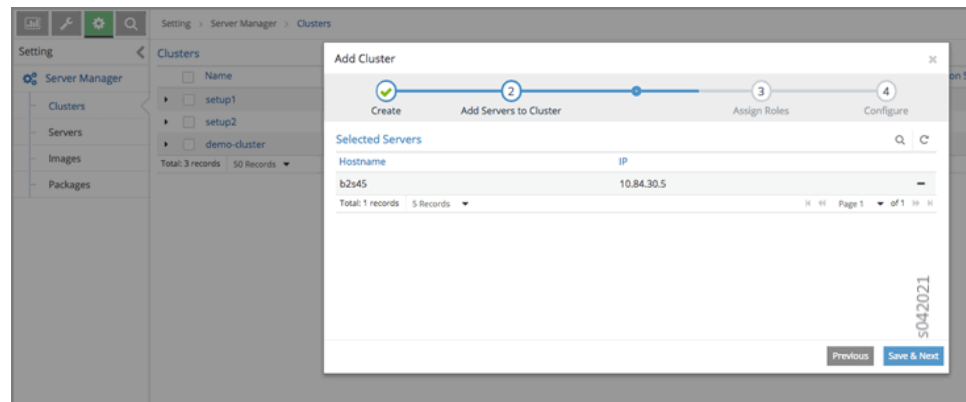 Setting > Server Manager > Clusters
Setting
Server Manager
Clusters
Servers
Images
Packages
Clusters
Name
setup1
setup2
demo-cluster
Total: 3 records 50 Records
on S
Add Cluster
2
3
4
Create
Add Servers to Cluster
Assign Roles
Configure
Selected Servers
Hostname IP
b2s45 10.84.30.5
Total: 1 records 5 Records Page 1 of 1
s042021
Previous Save & Next